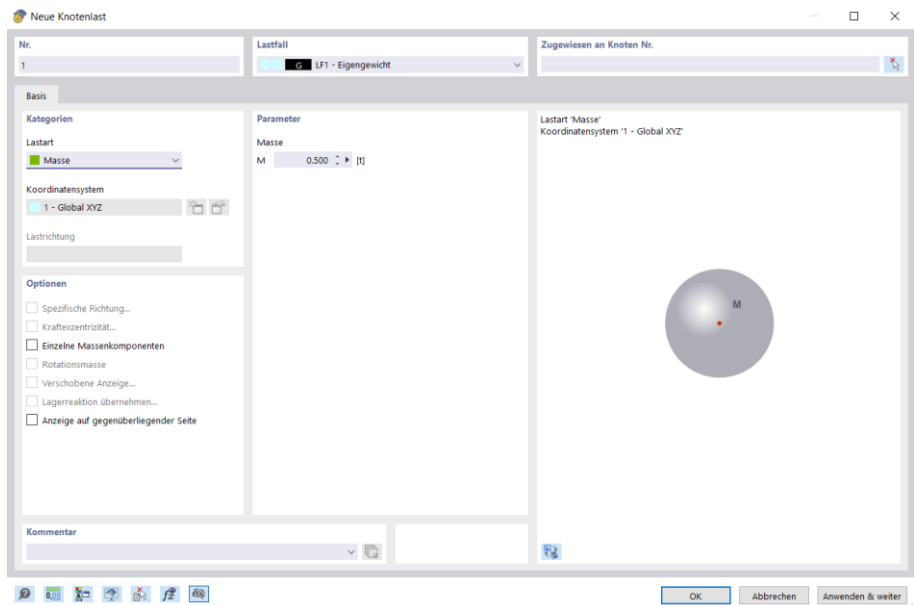 Neue Knotenlast
Nr.
1
Lastfall
G LF1 - Eigengewicht
Zugewiesen an Knoten Nr.
Basis
Kategorien
Lastart
Masse
Koordinatensystem
1 - Global XYZ
Lastrichtung
Optionen
Spezifische Richtung...
Kraftexzentrizität...
Einzelne Massenkomponenten
Rotationsmasse
Verschobene Anzeige...
Lagerreaktion übernehmen...
Anzeige auf gegenüberliegender Seite
Parameter
Masse
M 0.500 [t]
Lastart 'Masse'
Koordinatensystem '1 - Global XYZ'
M
Kommentar
0,00
OK
Abbrechen
Anwenden & weiter